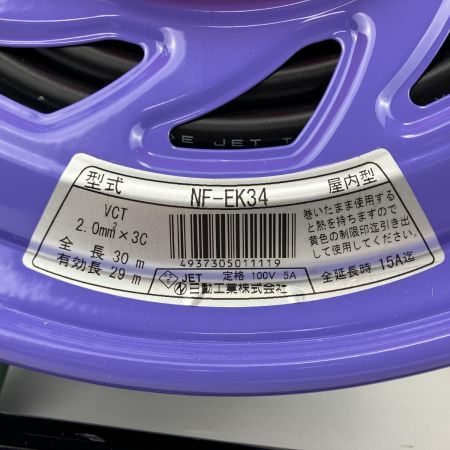 E JET T
型式 NF-EK34 屋内型
VCT
2.0mm²×3C
全長 30m
有効長 29m
4937305011119
巻いたまま使用する
と熱を持ちますので
黄色の制限印迄引き出
して使用してください。
JET 定格 100V 5A
全延長時 15A迄
日動工業株式会社